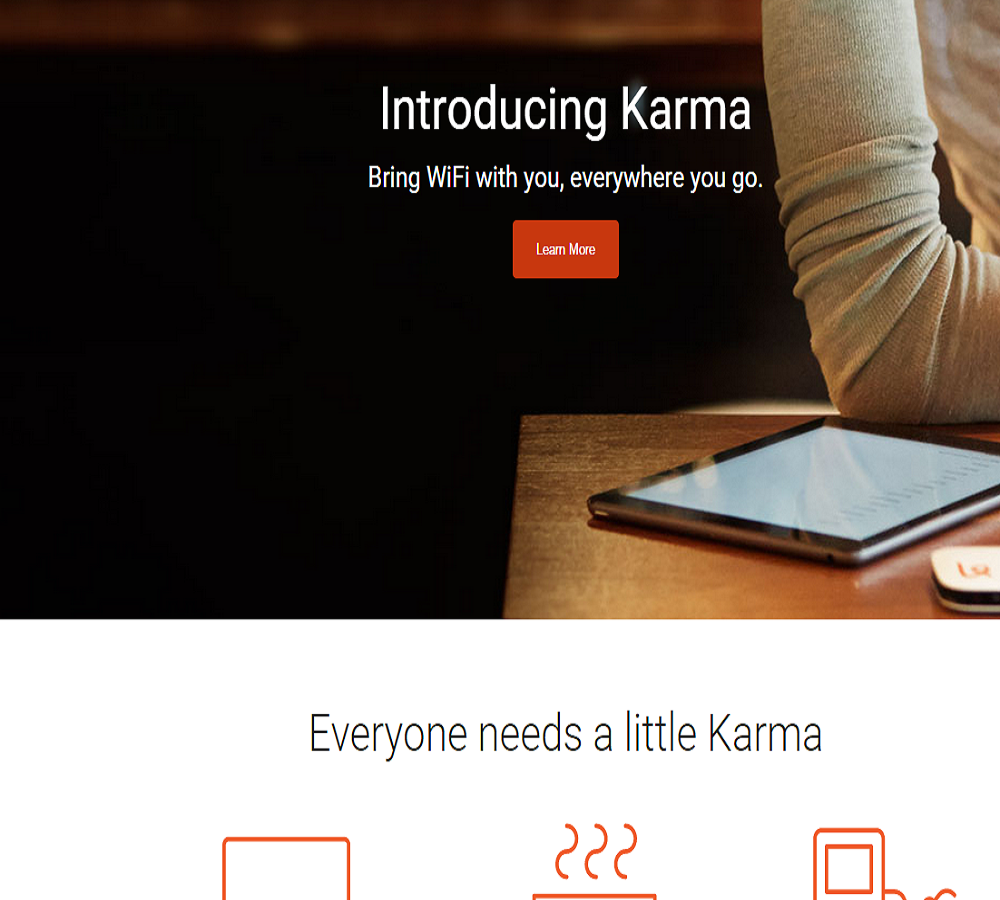 Introducing Karma
Bring WiFi with you, everywhere you go.
Learn More
Everyone needs a little Karma